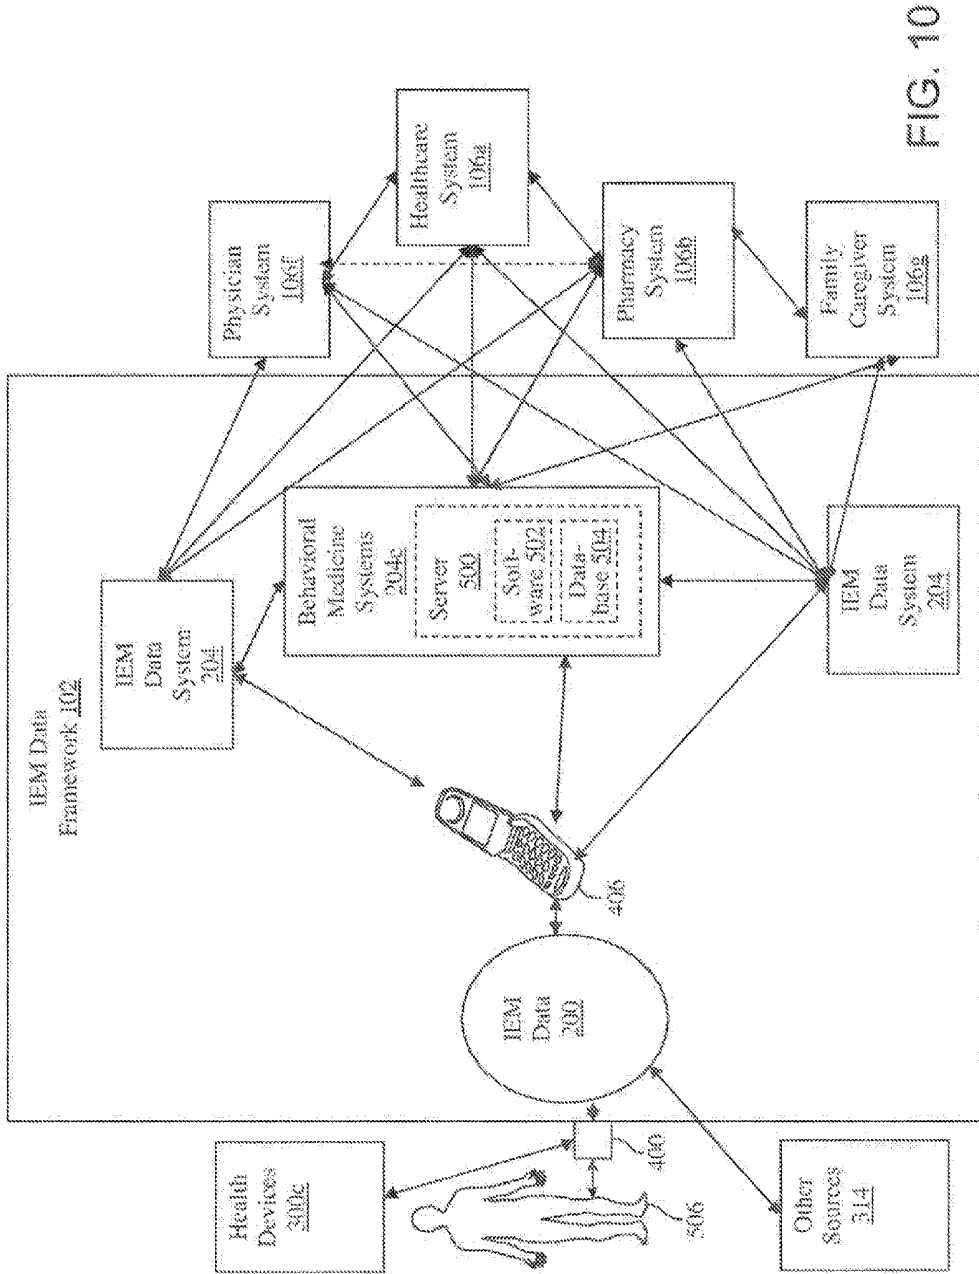 IEM Data
Framework 102
Health
Devices
300c
506
400
Other
Sources
314
IEM
Data
200
406
IEM
Data
System
204
Behavioral
Medicine
Systems
204c
Server
500
Soft-
ware 502
Data-
base 504
IEM
Data
System
204
Physician
System
106f
Healthcare
System
106a
Pharmacy
System
106b
Family
Caregiver
System
106g
FIG. 10